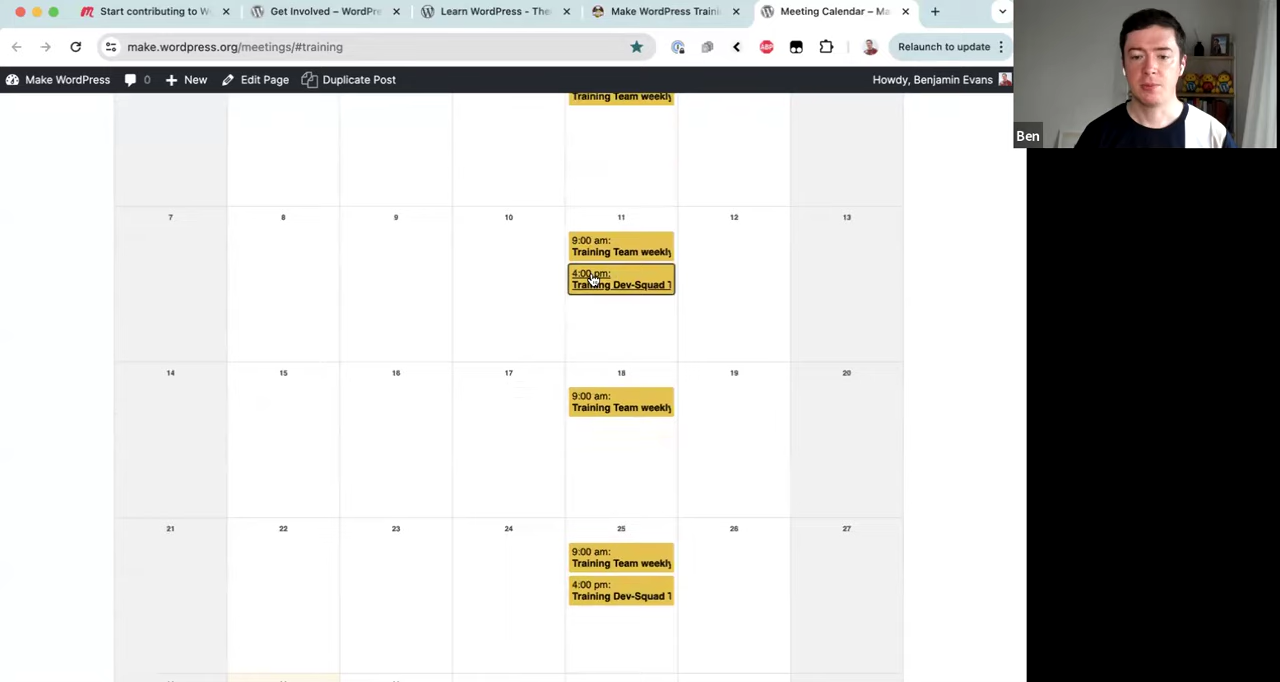 Start contributing to W
Get Involved – WordPre
Learn WordPress - The
Make WordPress Traini
Meeting Calendar – Ma
make.wordpress.org/meetings/#training
ABP
Relaunch to update
Make WordPress
0
New
Edit Page
Duplicate Post
Howdy, Benjamin Evans
Ben
Training Team weekly
7
8
9
10
11
12
13
9:00 am:
Training Team weekly
4:00 pm:
Training Dev-Squad T
14
15
16
17
18
19
20
9:00 am:
Training Team weekly
21
22
23
24
25
26
27
9:00 am:
Training Team weekly
4:00 pm:
Training Dev-Squad T